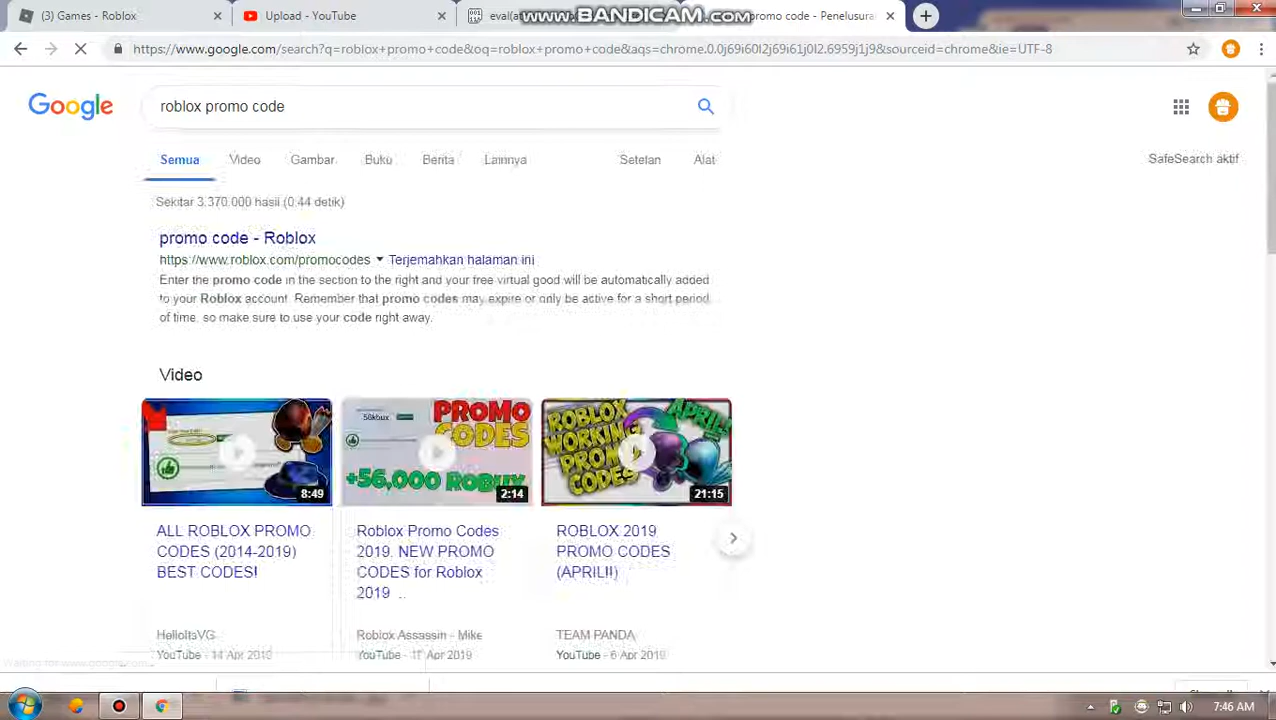 (3) Games - Roblox
Upload - YouTube
eval(at
www.BANDICAM.com
promo code - Penelusura
https://www.google.com/search?q=roblox+promo+code&oq=roblox+promo+code&aqs=chrome.0.0j69i60l2j69i61j0l2.6959j1j9&sourceid=chrome&ie=UTF-8
Google
roblox promo code
Semua
Video
Gambar
Buku
Berita
Lainnya
Setelan
Alat
SafeSearch aktif
Sekitar 3.370.000 hasil (0,44 detik)
promo code - Roblox
https://www.roblox.com/promocodes
Terjemahkan halaman ini
Enter the promo code in the section to the right and your free virtual good will be automatically added
to your Roblox account. Remember that promo codes may expire or only be active for a short period
of time, so make sure to use your code right away.
Video
8:49
PROMO
CODES
+56,000 ROBUX
2:14
ROBLOX
APRIL!
WORKING
PROMO
CODES
21:15
ALL ROBLOX PROMO
CODES (2014-2019)
BEST CODES!
HelloItsVG
YouTube - 14 Apr 2019
Roblox Promo Codes
2019. NEW PROMO
CODES for Roblox
2019 ...
Roblox Assassin - Mike
YouTube - 11 Apr 2019
ROBLOX 2019
PROMO CODES
(APRIL!!)
TEAM PANDA
YouTube - 6 Apr 2019
Waiting for www.google.com...
7:46 AM